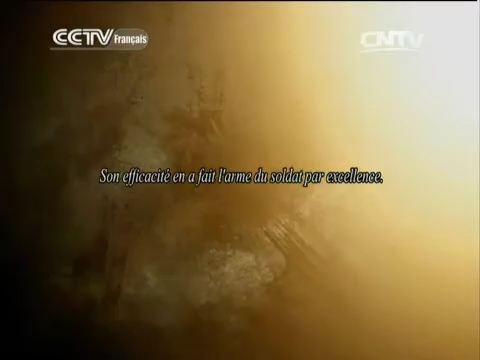 CCTV Français
CNTV
Son efficacité en a fait l'arme du soldat par excellence.